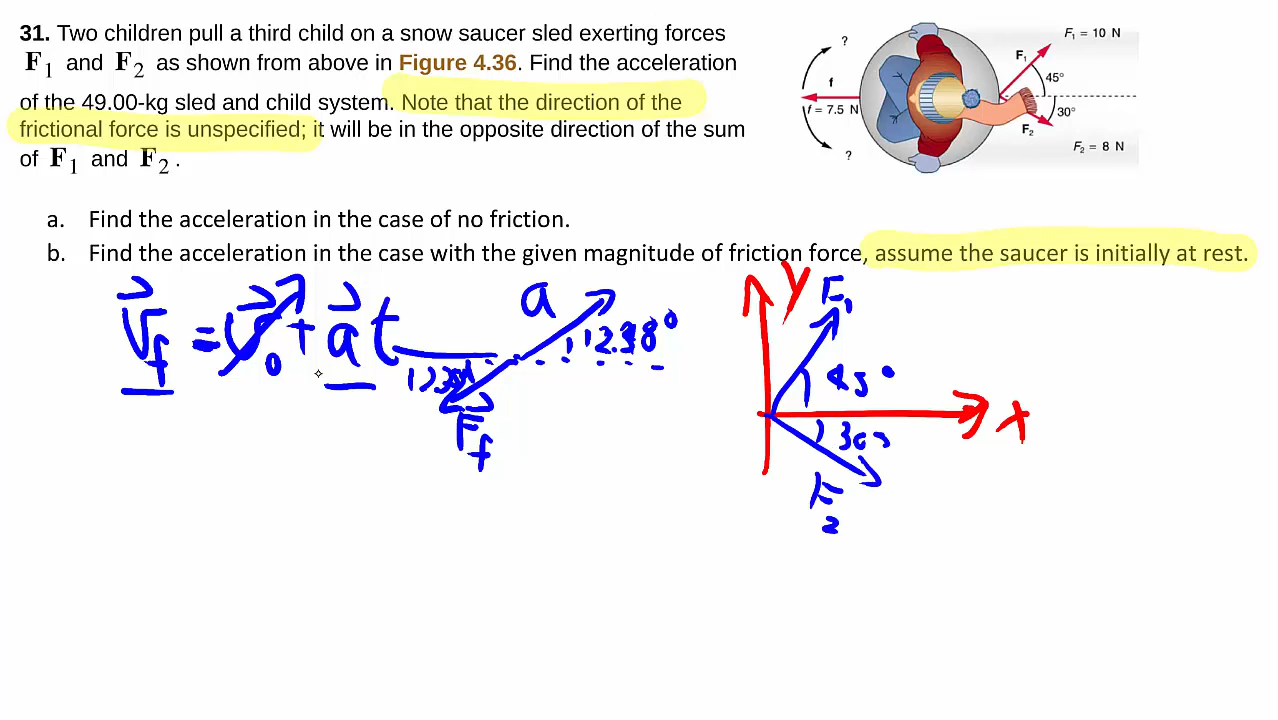 31. Two children pull a third child on a snow saucer sled exerting forces
F1 and F2 as shown from above in Figure 4.36. Find the acceleration
of the 49.00-kg sled and child system. Note that the direction of the
frictional force is unspecified; it will be in the opposite direction of the sum
of F1 and F2 .
?
f
f = 7.5 N
?
F1 = 10 N
F1
45°
30°
F2
F2 = 8 N
a. Find the acceleration in the case of no friction.
b. Find the acceleration in the case with the given magnitude of friction force, assume the saucer is initially at rest.
vf = v0 + at
a
Ff
y
F1
45°
x
30°
F2